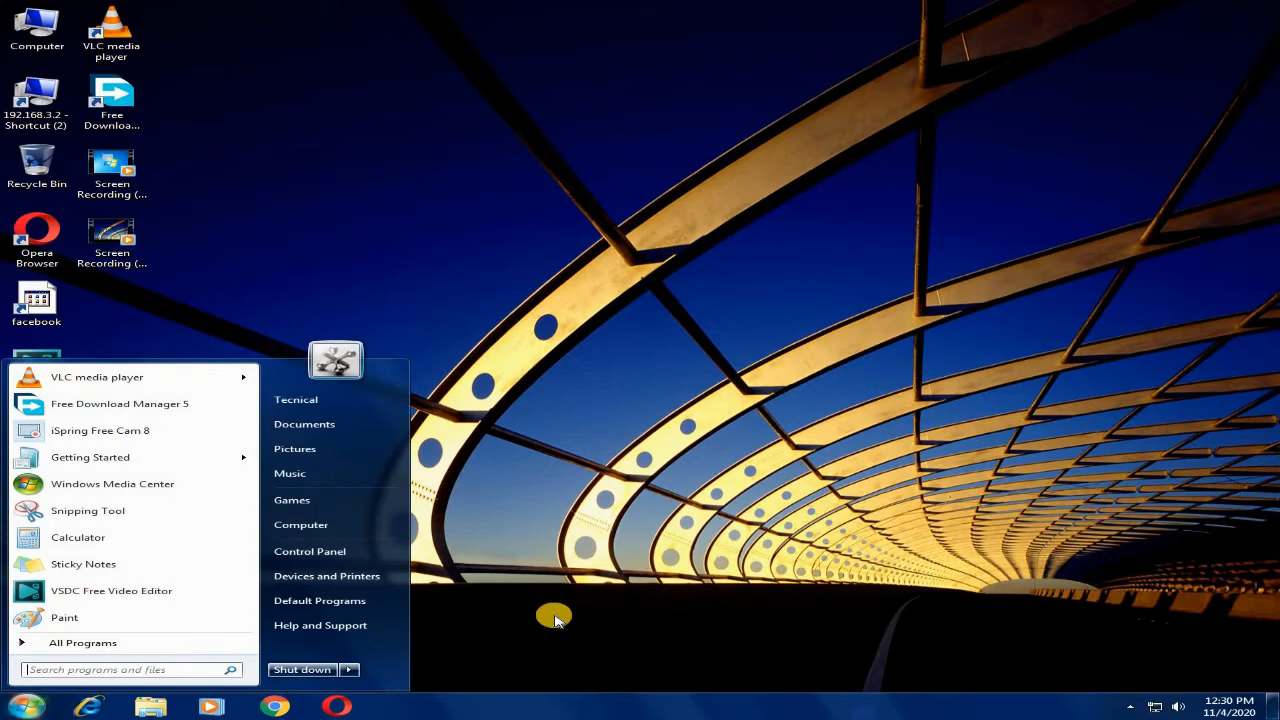 Computer
VLC media
player
192.168.3.2 -
Shortcut (2)
Free
Downloa...
Recycle Bin
Screen
Recording (...
Opera
Browser
Screen
Recording (...
facebook
VLC media player
Free Download Manager 5
iSpring Free Cam 8
Getting Started
Windows Media Center
Snipping Tool
Calculator
Sticky Notes
VSDC Free Video Editor
Paint
All Programs
Search programs and files
Tecnical
Documents
Pictures
Music
Games
Computer
Control Panel
Devices and Printers
Default Programs
Help and Support
Shut down
12:30 PM
11/4/2020